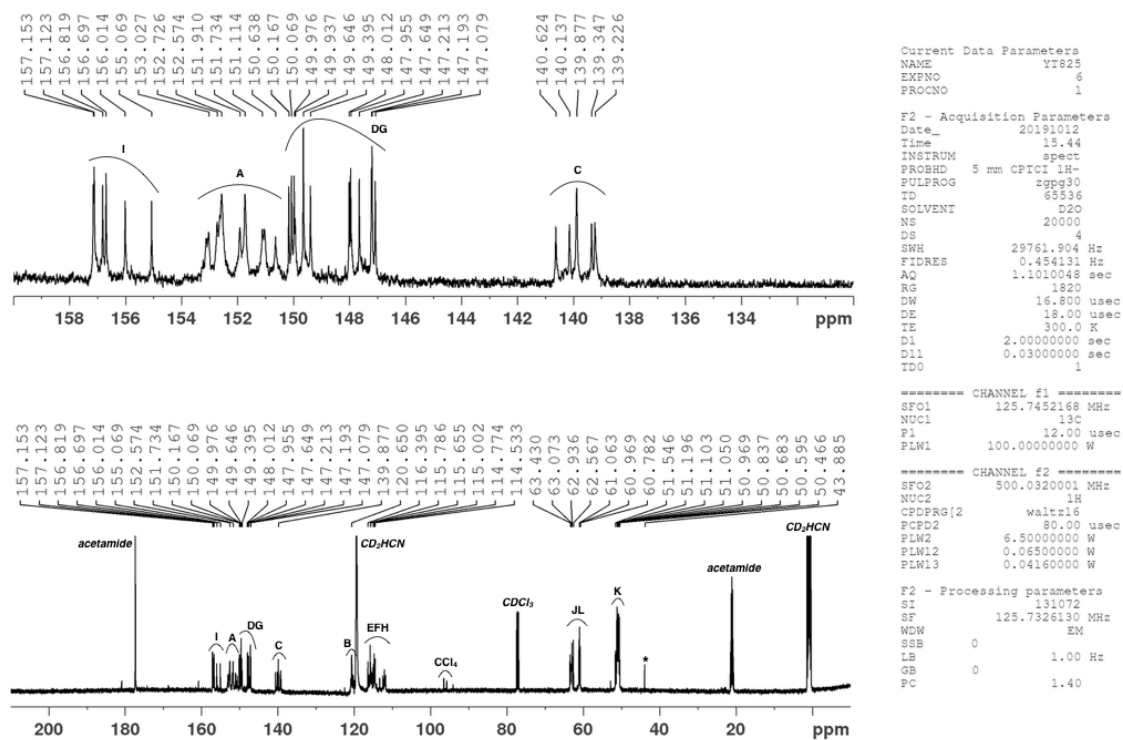 157.153
157.123
156.819
156.697
156.014
155.069
153.027
152.726
152.574
151.910
151.734
151.114
150.638
150.167
150.069
149.976
149.937
149.646
149.395
148.012
147.955
147.649
147.213
147.193
147.079
140.624
140.137
139.877
139.347
139.226
I
A
DG
C
158 156 154 152 150 148 146 144 142 140 138 136 134 ppm
157.153
157.123
156.819
156.697
156.014
155.069
152.574
151.734
150.167
150.069
149.976
149.646
149.395
148.012
147.955
147.649
147.213
147.193
147.079
139.877
120.650
116.395
115.786
115.655
115.002
114.774
114.533
63.430
63.073
62.936
62.567
61.063
60.969
60.782
51.546
51.196
51.103
51.050
50.969
50.837
50.683
50.595
50.466
43.885
acetamide
I
A
DG
C
B
CD2HCN
EFH
CCl4
CDCl3
JL
K
*
acetamide
CD2HCN
200 180 160 140 120 100 80 60 40 20 ppm
Current Data Parameters
NAME YT825
EXPNO 6
PROCNO 1
F2 - Acquisition Parameters
Date_ 20191012
Time 15.44
INSTRUM spect
PROBHD 5 mm CPTCI 1H-
PULPROG zgpg30
TD 65536
SOLVENT D2O
NS 20000
DS 4
SWH 29761.904 Hz
FIDRES 0.454131 Hz
AQ 1.1010048 sec
RG 1820
DW 16.800 usec
DE 18.00 usec
TE 300.0 K
D1 2.00000000 sec
D11 0.03000000 sec
TD0 1
======== CHANNEL f1 ========
SFO1 125.7452168 MHz
NUC1 13C
P1 12.00 usec
PLW1 100.00000000 W
======== CHANNEL f2 ========
SFO2 500.0320001 MHz
NUC2 1H
CPDPRG[2 waltz16
PCPD2 80.00 usec
PLW2 6.50000000 W
PLW12 0.06500000 W
PLW13 0.04160000 W
F2 - Processing parameters
SI 131072
SF 125.7326130 MHz
WDW EM
SSB 0
LB 1.00 Hz
GB 0
PC 1.40